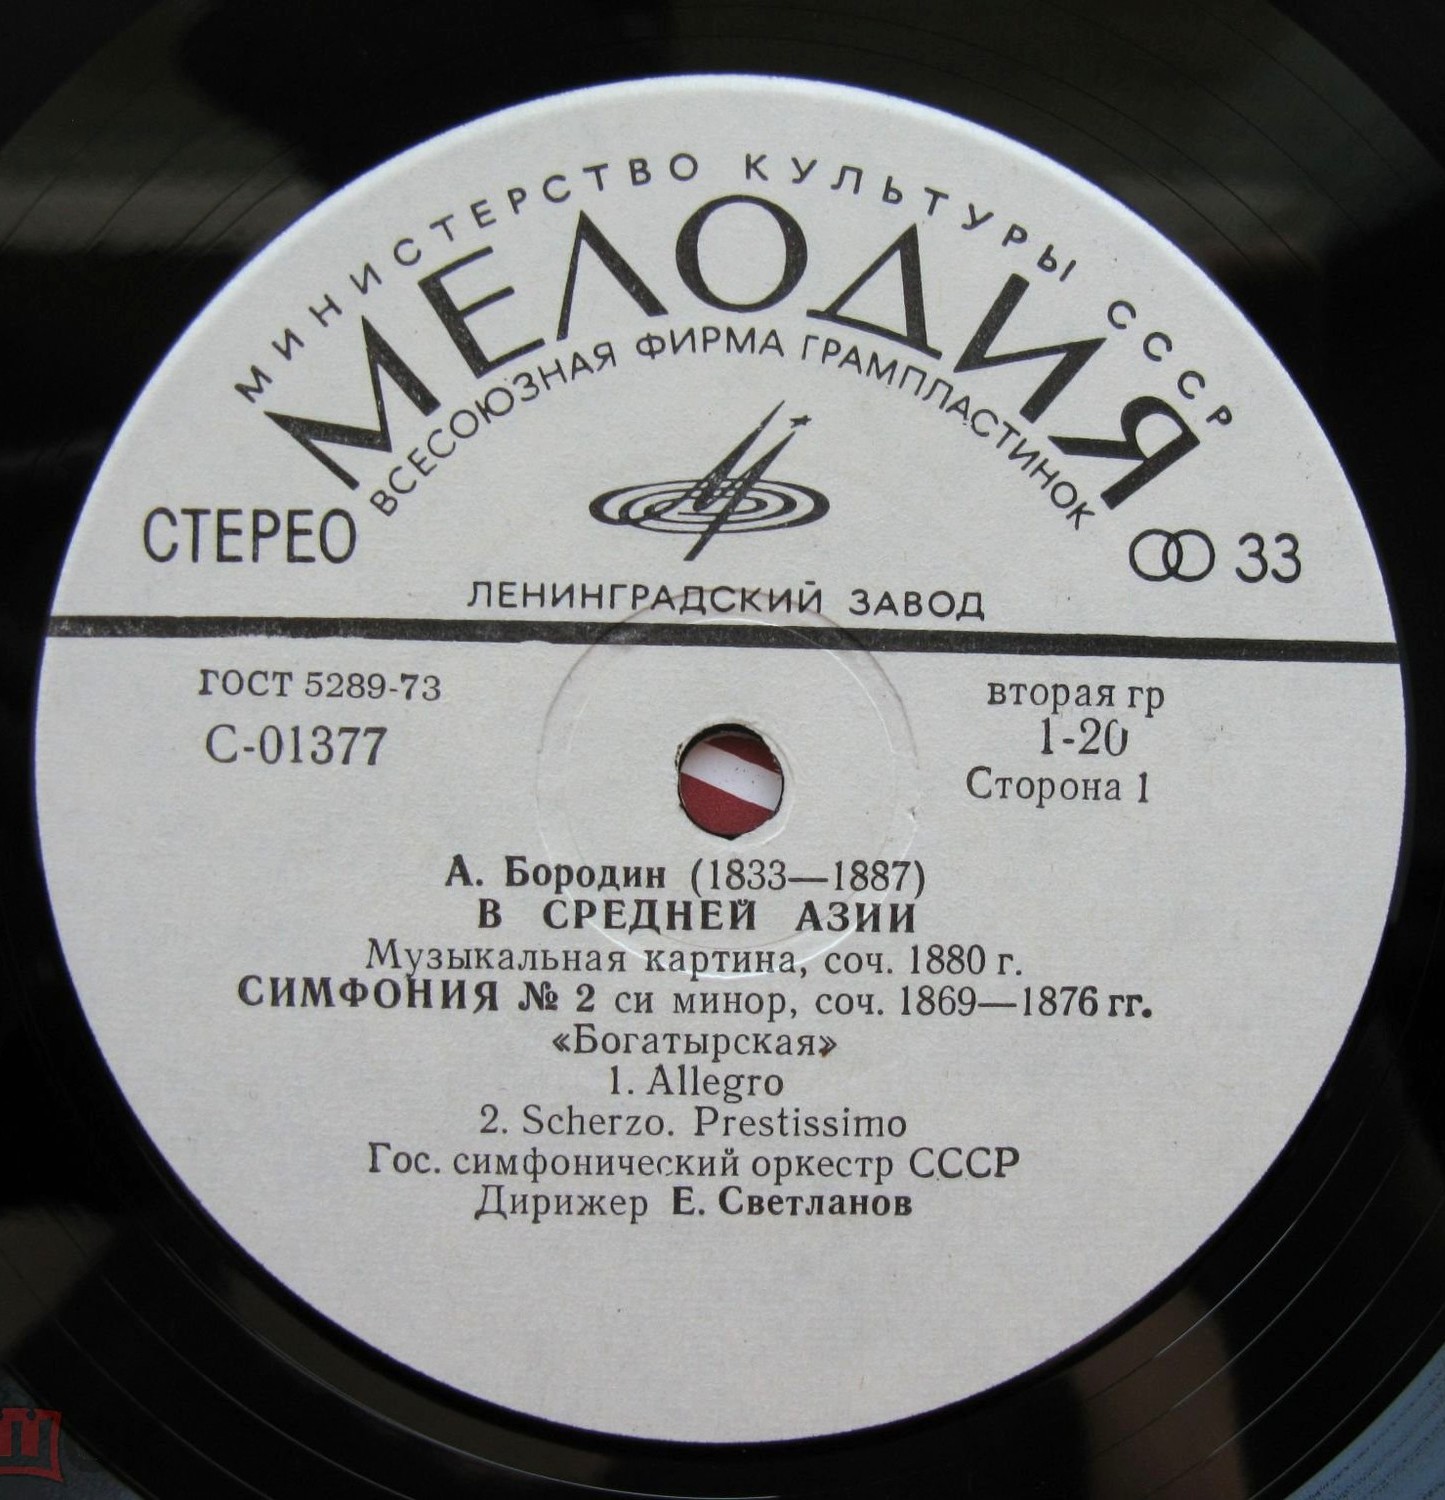 МИНИСТЕРСТВО КУЛЬТУРЫ СССР
МЕЛОДИЯ
ВСЕСОЮЗНАЯ ФИРМА ГРАМПЛАСТИНОК
СТЕРЕО
33
ЛЕНИНГРАДСКИЙ ЗАВОД
ГОСТ 5289-73
С-01377
вторая гр
1-20
Сторона 1
А. Бородин (1833—1887)
В СРЕДНЕЙ АЗИИ
Музыкальная картина, соч. 1880 г.
СИМФОНИЯ № 2 си минор, соч. 1869—1876 гг.
«Богатырская»
1. Allegro
2. Scherzo. Prestissimo
Гос. симфонический оркестр СССР
Дирижер Е. Светланов